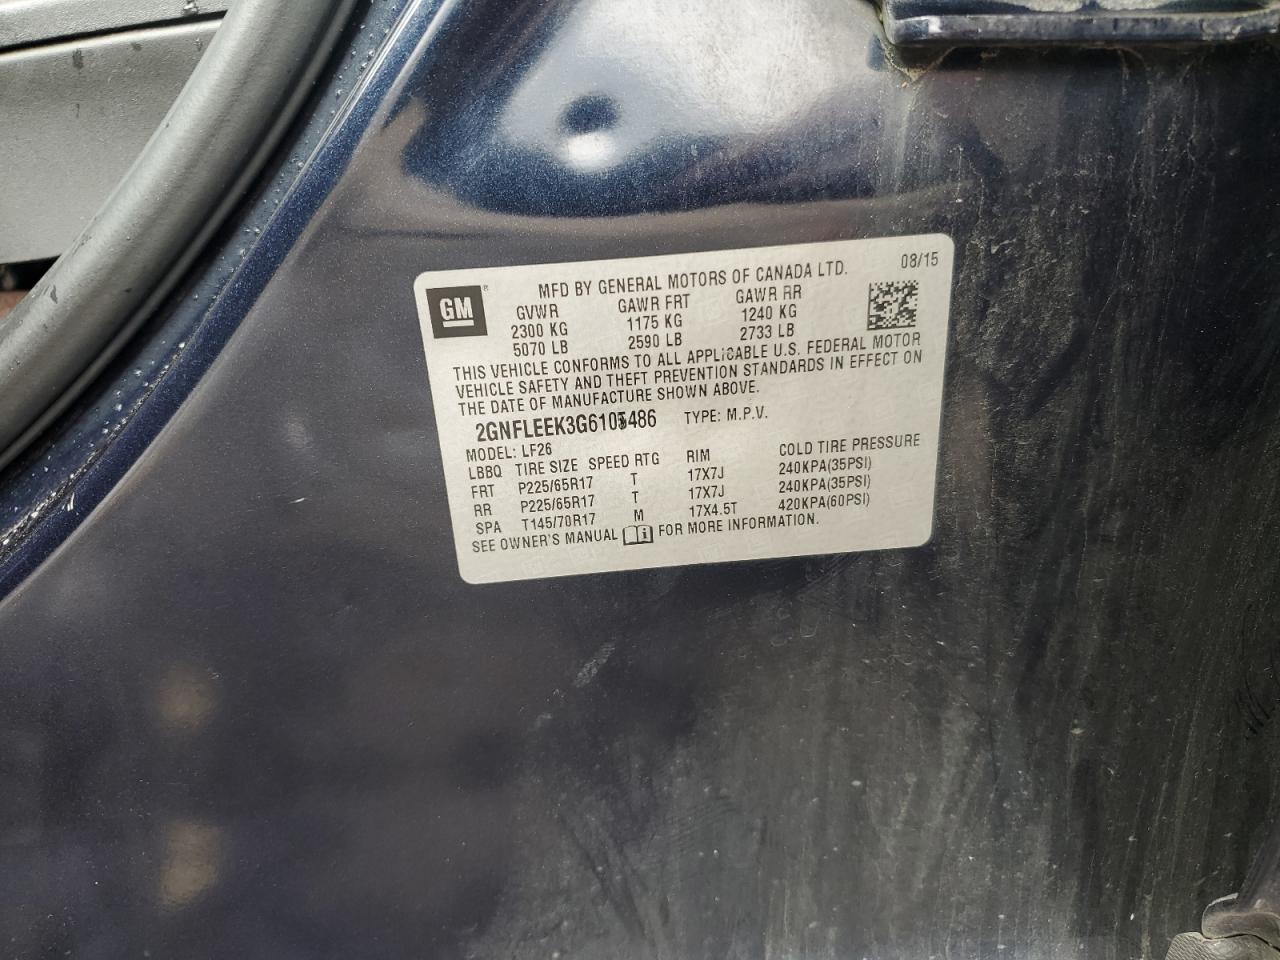 GM
MFD BY GENERAL MOTORS OF CANADA LTD. 08/15
GVWR GAWR FRT GAWR RR
2300 KG 1175 KG 1240 KG
5070 LB 2590 LB 2733 LB
THIS VEHICLE CONFORMS TO ALL APPLICABLE U.S. FEDERAL MOTOR
VEHICLE SAFETY AND THEFT PREVENTION STANDARDS IN EFFECT ON
THE DATE OF MANUFACTURE SHOWN ABOVE.
TYPE: M.P.V.
MODEL: LF26
LBBQ TIRE SIZE SPEED RTG RIM COLD TIRE PRESSURE
FRT P225/65R17 T 17X7J 240KPA(35PSI)
RR P225/65R17 T 17X7J 240KPA(35PSI)
SPA T145/70R17 M 17X4.5T 420KPA(60PSI)
SEE OWNER'S MANUAL FOR MORE INFORMATION.